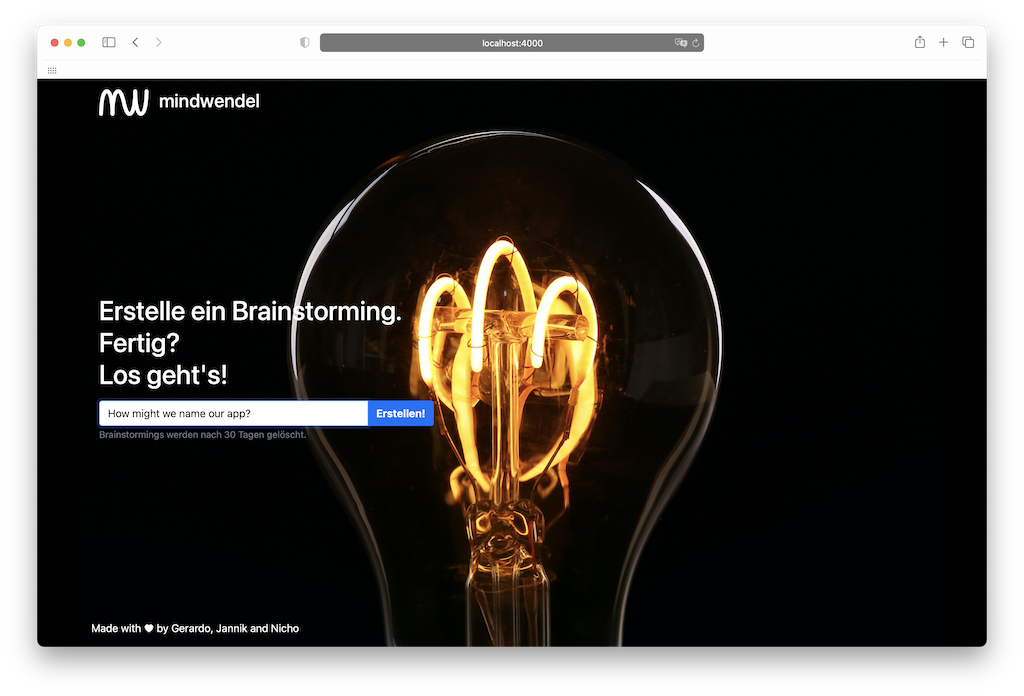 localhost:4000
mw mindwendel
Erstelle ein Brainstorming.
Fertig?
Los geht's!
How might we name our app? Erstellen!
Brainstormings werden nach 30 Tagen gelöscht.
Made with ♥ by Gerardo, Jannik and Nicho